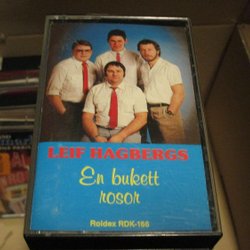 LEIF HAGBERGS
En bukett
rosor
Roldex RDK-166